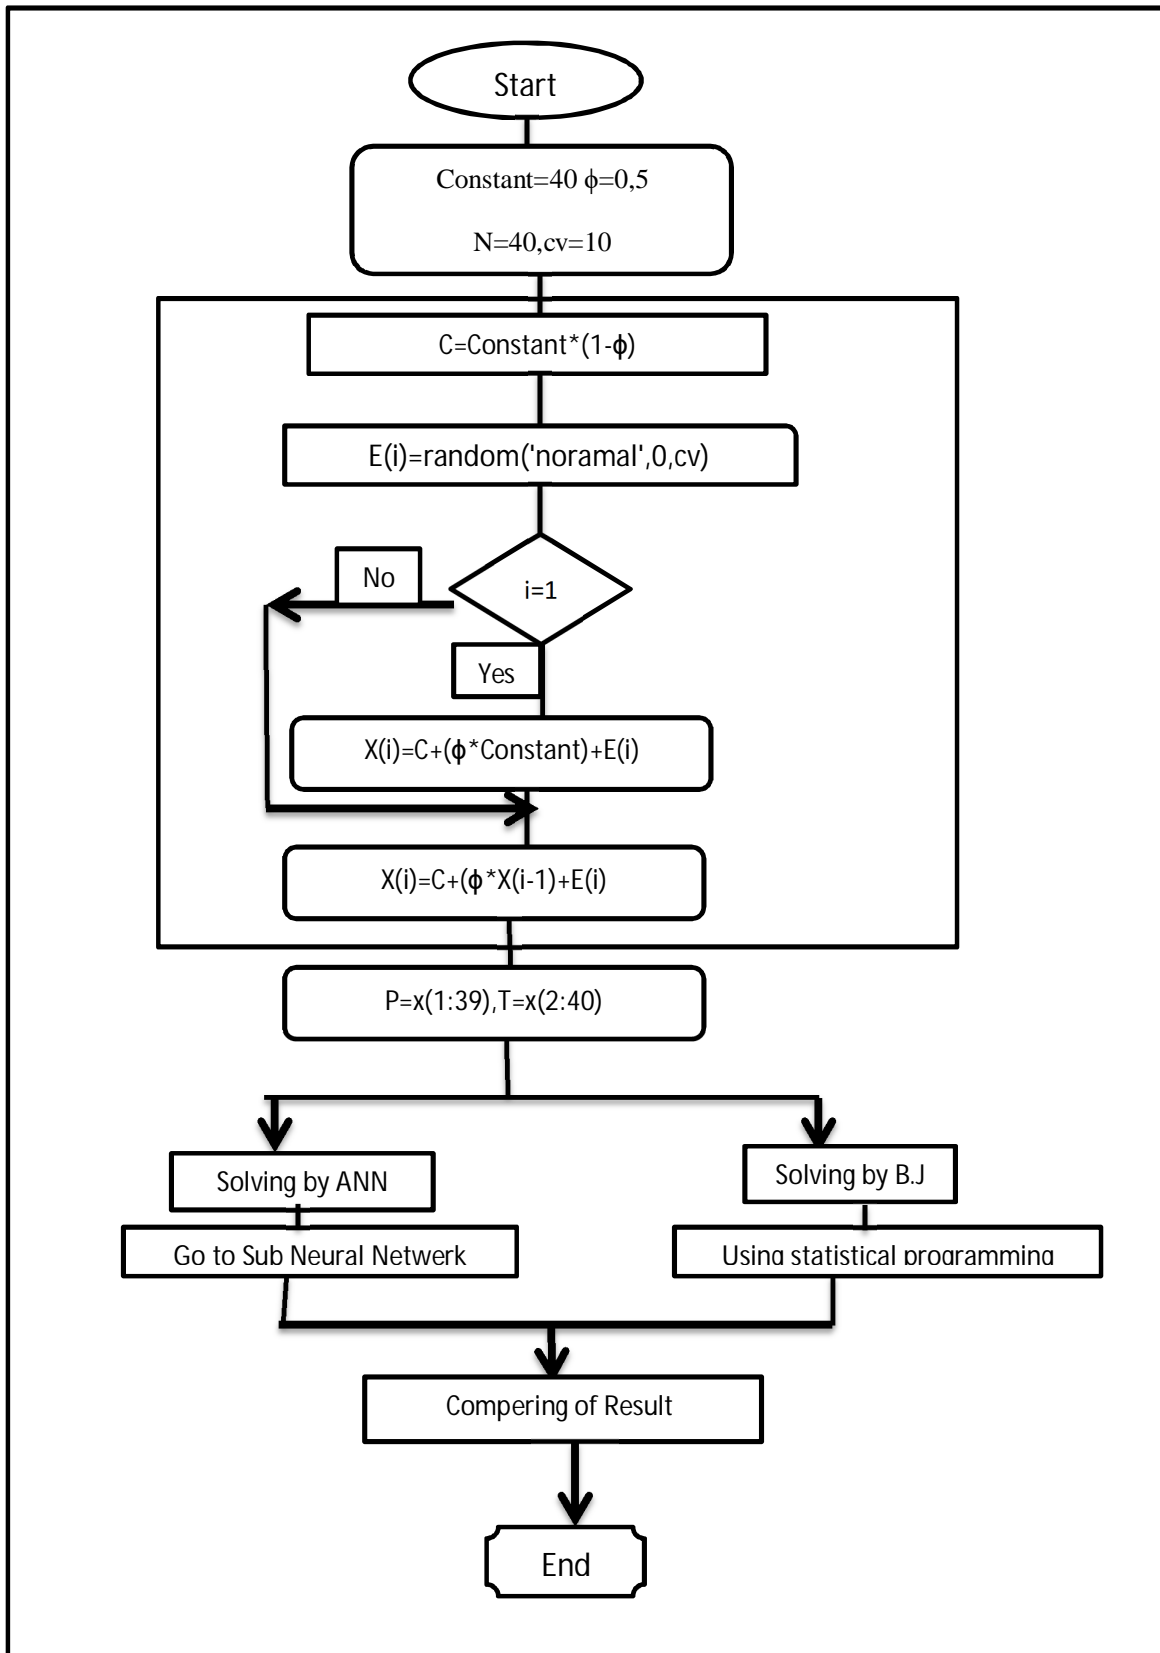 Start
Constant=40 ϕ=0,5
N=40,cv=10
C=Constant*(1-ϕ)
E(i)=random('noramal',0,cv)
No
i=1
Yes
X(i)=C+(ϕ*Constant)+E(i)
X(i)=C+(ϕ*X(i-1)+E(i)
P=x(1:39),T=x(2:40)
Solving by ANN
Solving by B.J
Go to Sub Neural Netwerk
Using statistical programming
Compering of Result
End